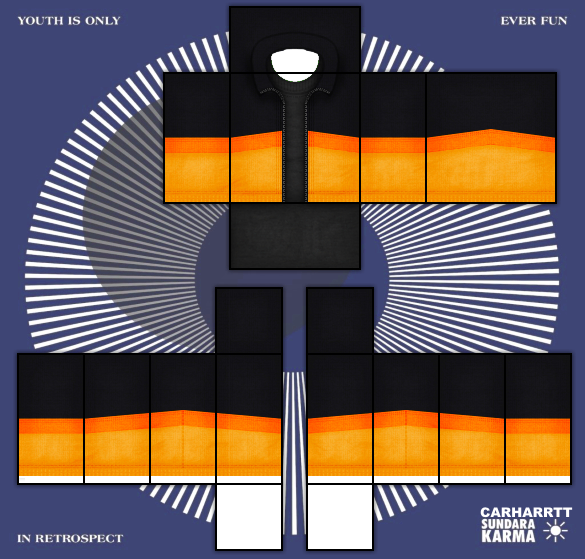 YOUTH IS ONLY
EVER FUN
IN RETROSPECT
CARHARRTT
SUNDARA
KARMA